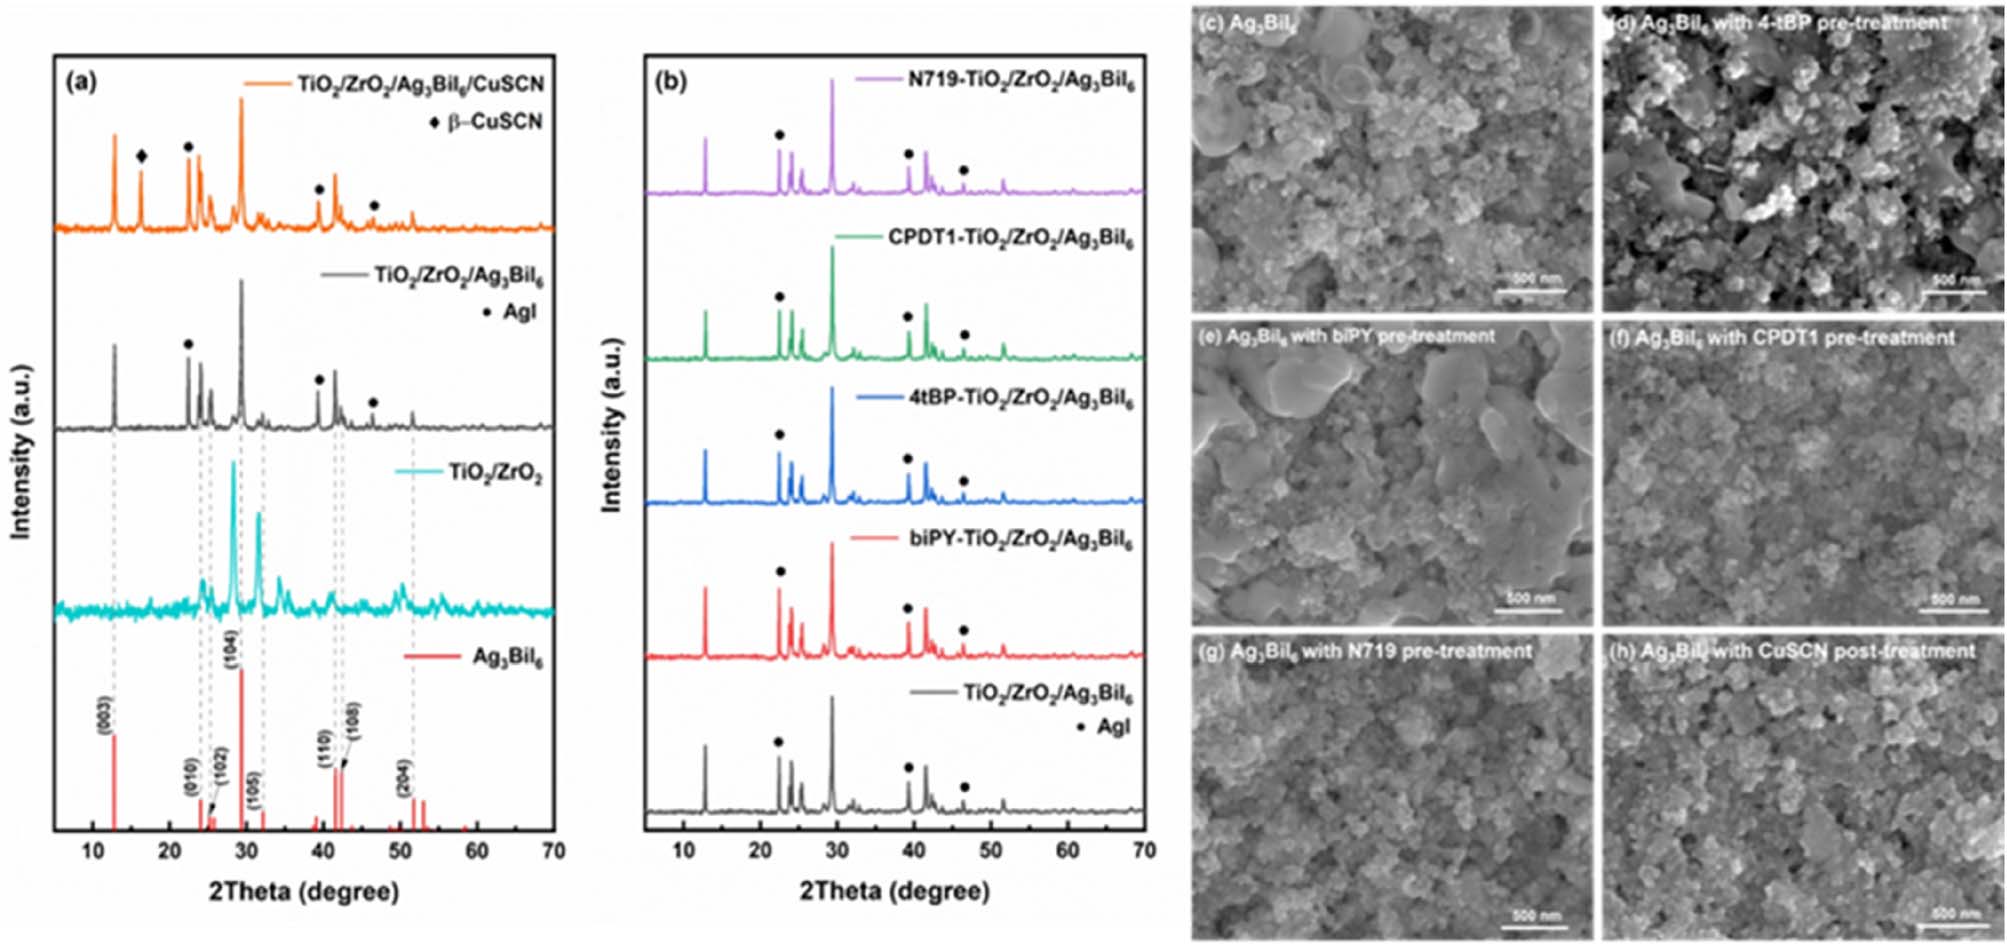 (a)
TiO2/ZrO2/Ag3BiI6/CuSCN
♦ β–CuSCN
TiO2/ZrO2/Ag3BiI6
• AgI
TiO2/ZrO2
Ag3BiI6
(003)
(010)
(102)
(104)
(105)
(110)
(108)
(204)
Intensity (a.u.)
10 20 30 40 50 60 70
2Theta (degree)
(b)
N719-TiO2/ZrO2/Ag3BiI6
CPDT1-TiO2/ZrO2/Ag3BiI6
4tBP-TiO2/ZrO2/Ag3BiI6
biPY-TiO2/ZrO2/Ag3BiI6
TiO2/ZrO2/Ag3BiI6
• AgI
Intensity (a.u.)
10 20 30 40 50 60 70
2Theta (degree)
(c) Ag3BiI6
500 nm
(d) Ag3BiI6 with 4-tBP pre-treatment
500 nm
(e) Ag3BiI6 with biPY pre-treatment
500 nm
(f) Ag3BiI6 with CPDT1 pre-treatment
500 nm
(g) Ag3BiI6 with N719 pre-treatment
500 nm
(h) Ag3BiI6 with CuSCN post-treatment
500 nm